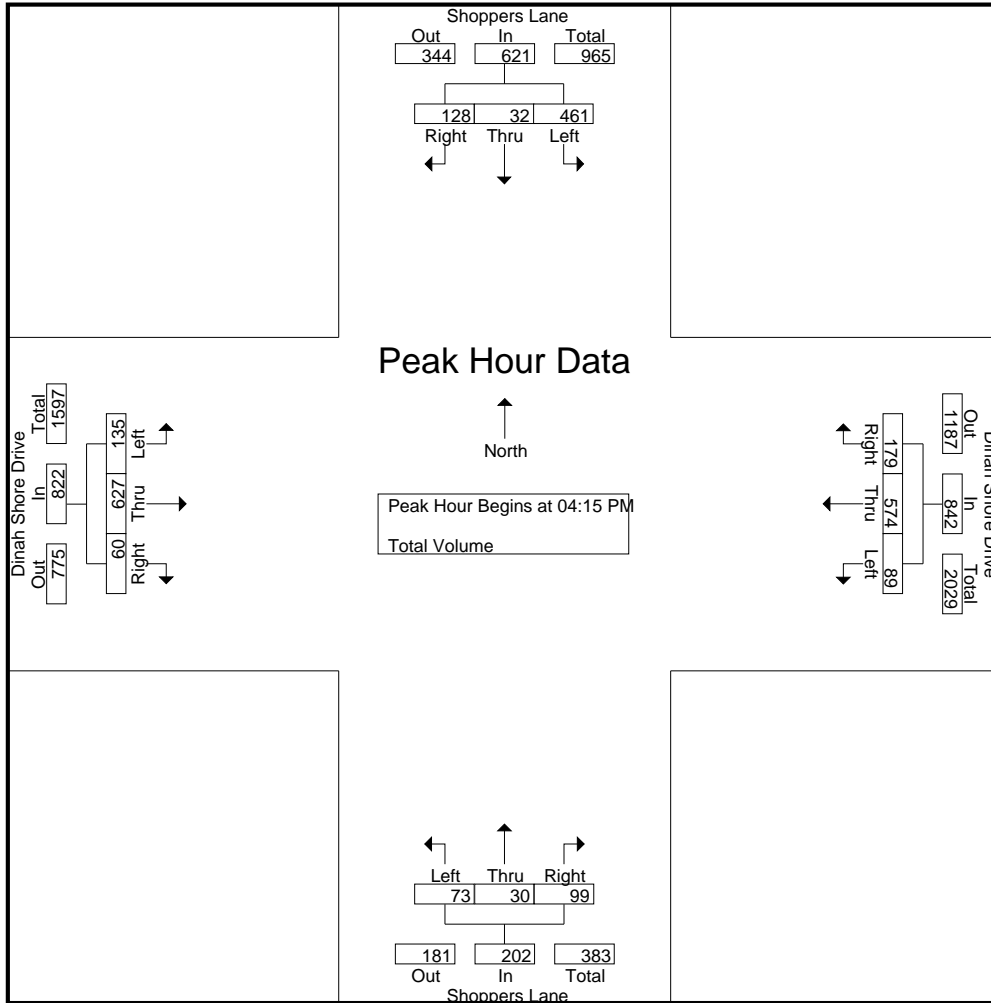 Shoppers Lane
Out In Total
344 621 965
128 32 461
Right Thru Left
Peak Hour Data
North
Peak Hour Begins at 04:15 PM
Total Volume
Dinah Shore Drive
Total In Out
1597 822 775
135 627 60
Left Thru Right
Dinah Shore Drive
Out In Total
1187 842 2029
179 574 89
Right Thru Left
Left Thru Right
73 30 99
181 202 383
Out In Total
Shoppers Lane